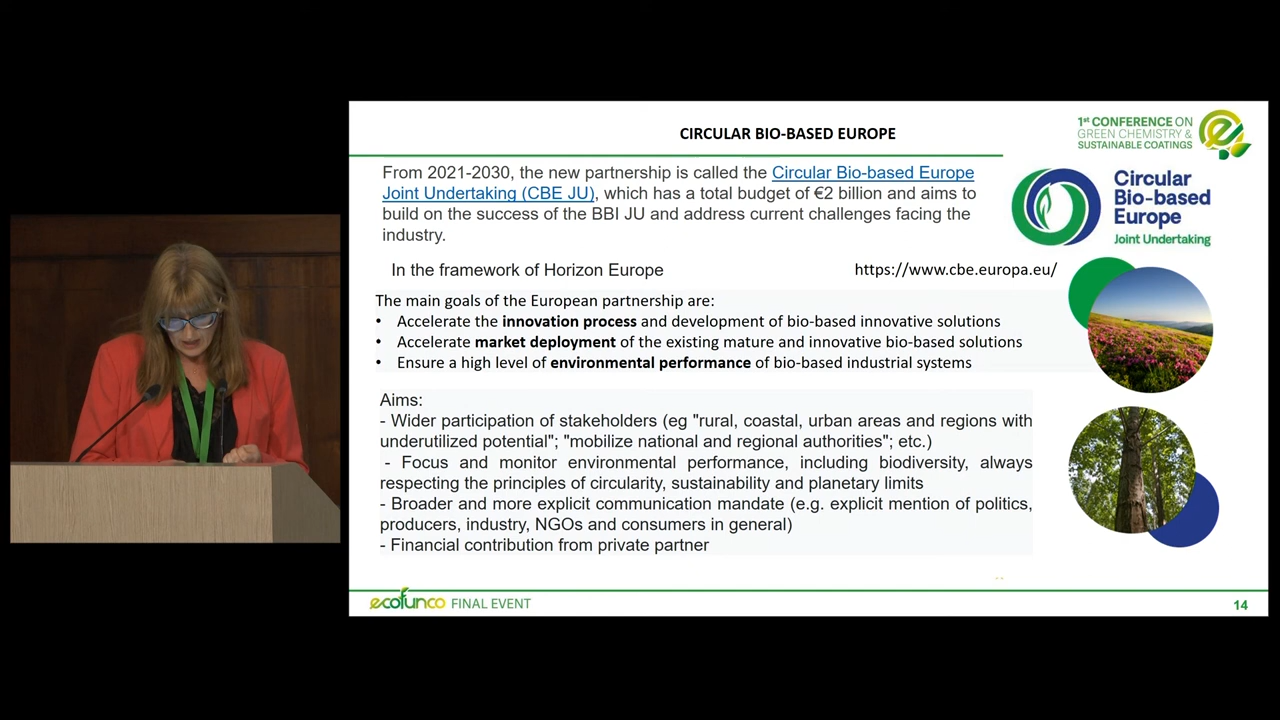 CIRCULAR BIO-BASED EUROPE
1st CONFERENCE ON
GREEN CHEMISTRY &
SUSTAINABLE COATINGS
From 2021-2030, the new partnership is called the Circular Bio-based Europe
Joint Undertaking (CBE JU), which has a total budget of €2 billion and aims to
build on the success of the BBI JU and address current challenges facing the
industry.
Circular
Bio-based
Europe
Joint Undertaking
In the framework of Horizon Europe
https://www.cbe.europa.eu/
The main goals of the European partnership are:
• Accelerate the innovation process and development of bio-based innovative solutions
• Accelerate market deployment of the existing mature and innovative bio-based solutions
• Ensure a high level of environmental performance of bio-based industrial systems
Aims:
- Wider participation of stakeholders (eg "rural, coastal, urban areas and regions with
underutilized potential"; "mobilize national and regional authorities"; etc.)
- Focus and monitor environmental performance, including biodiversity, always
respecting the principles of circularity, sustainability and planetary limits
- Broader and more explicit communication mandate (e.g. explicit mention of politics,
producers, industry, NGOs and consumers in general)
- Financial contribution from private partner
ecofunco FINAL EVENT
14